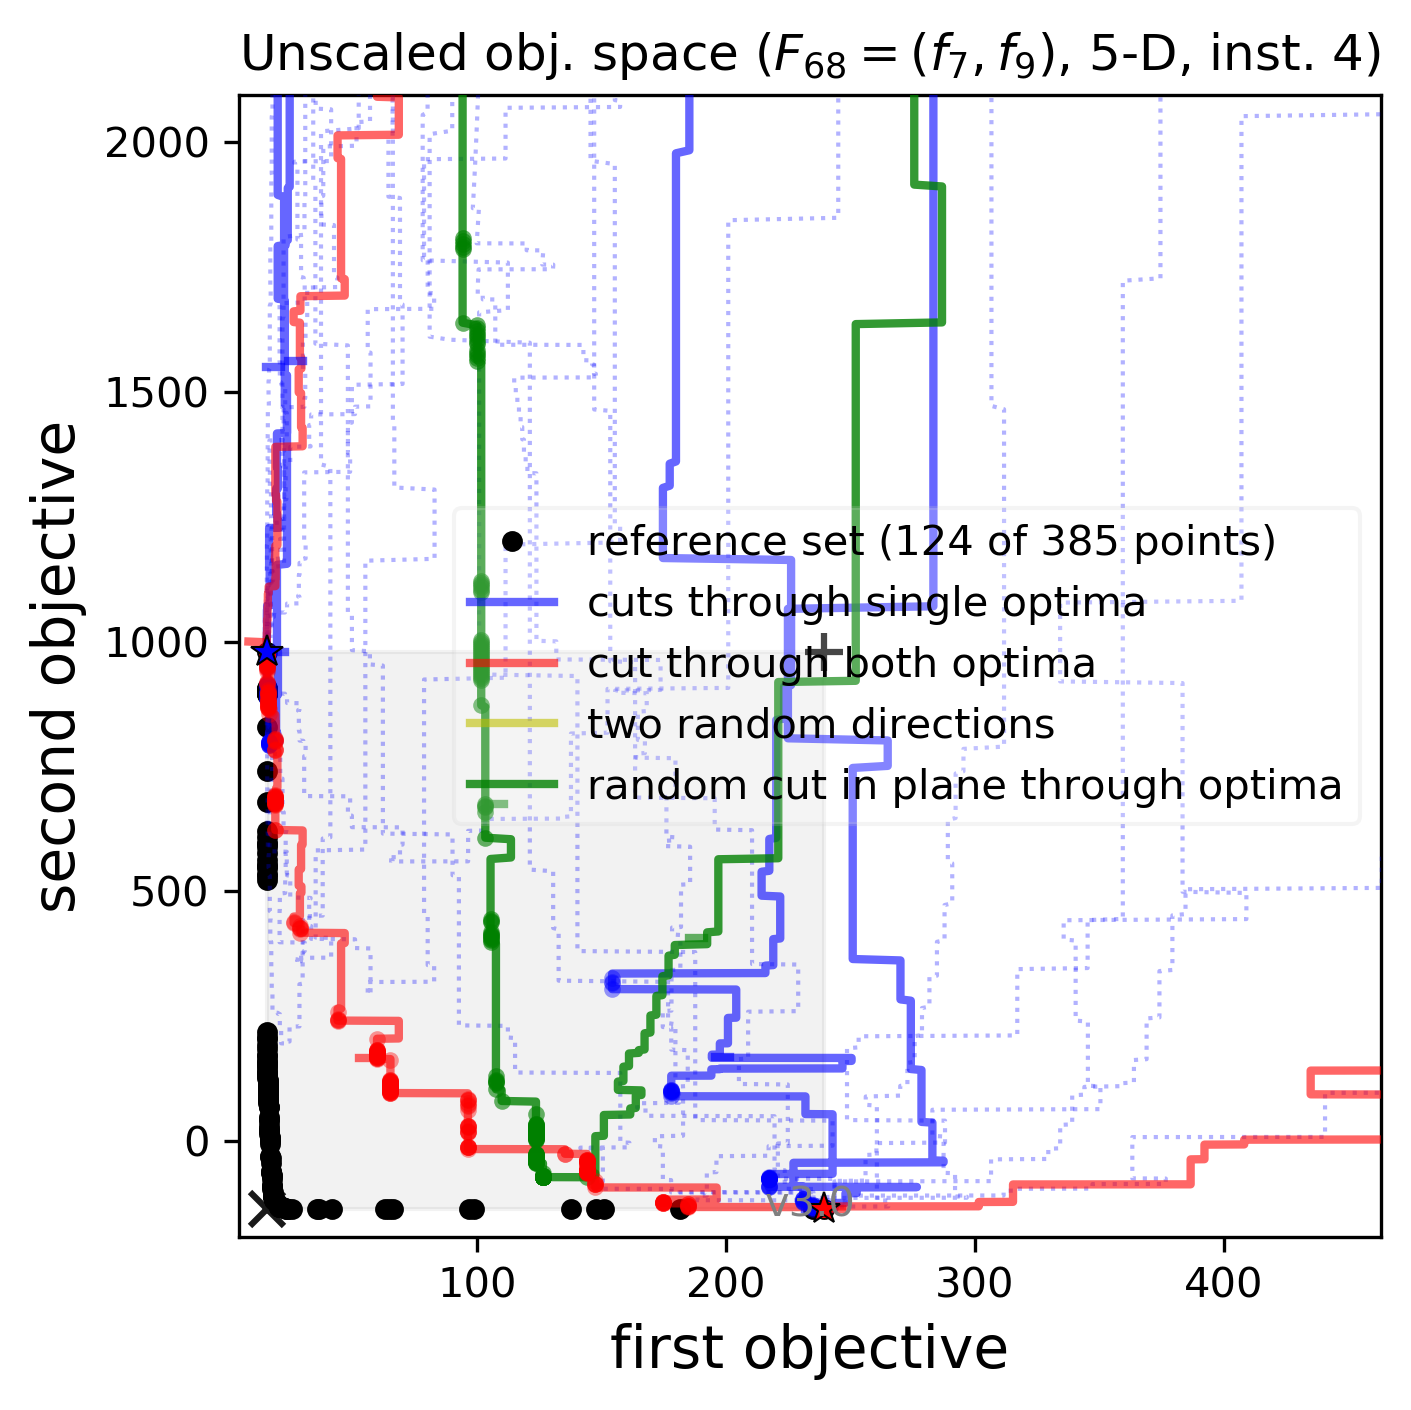 Unscaled obj. space (F₆₈ = (f₇, f₉), 5-D, inst. 4)
2000
1500
1000
500
0
second objective
reference set (124 of 385 points)
cuts through single optima
cut through both optima
two random directions
random cut in plane through optima
v3.0
100
200
300
400
first objective